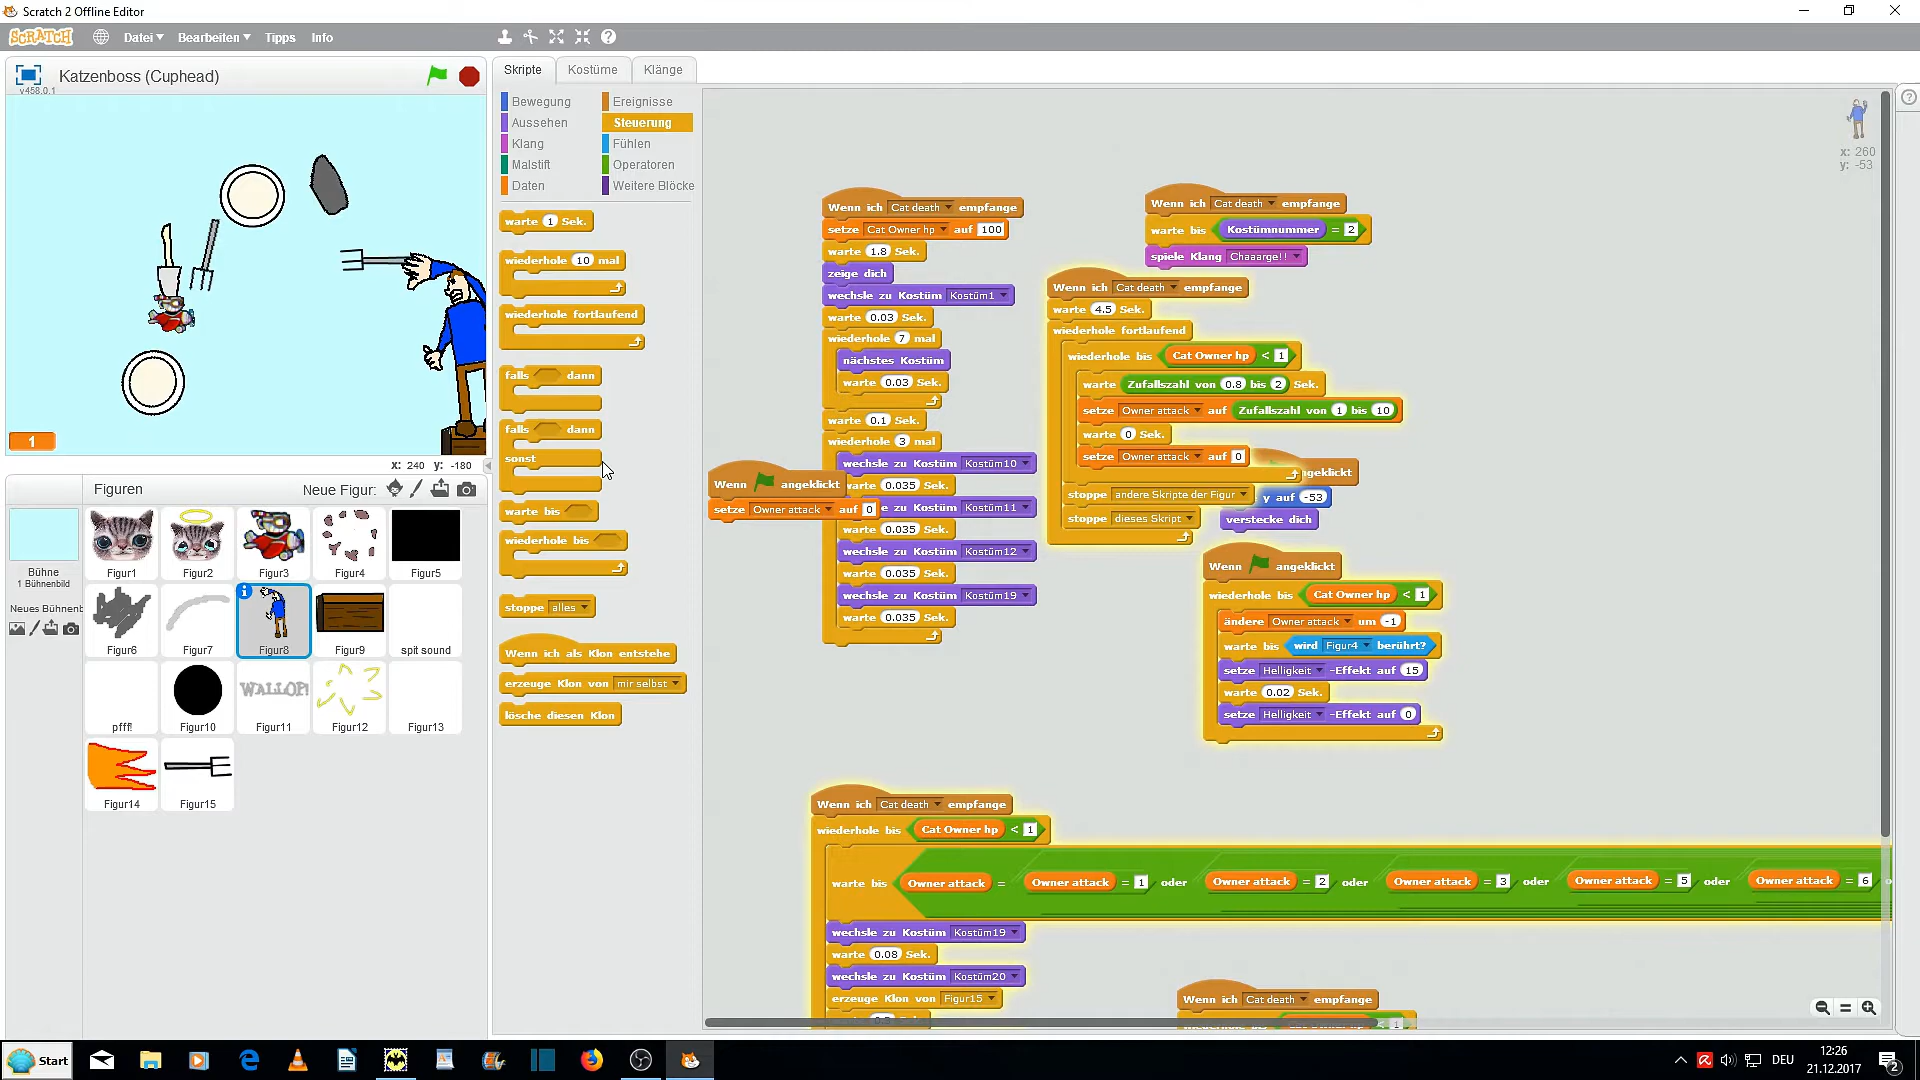 Scratch 2 Offline Editor
SCRATCH Datei Bearbeiten Tipps Info
Katzenboss (Cuphead)
v458.0.1
1
x: 240 y: -180
Figuren Neue Figur:
Bühne
1 Bühnenbild
Neues Bühnenb
Figur1 Figur2 Figur3 Figur4 Figur5
Figur6 Figur7 Figur8 Figur9 spit sound
pfff! Figur10 Figur11 Figur12 Figur13
WALLOP!
Figur14 Figur15
Skripte Kostüme Klänge
Bewegung Ereignisse
Aussehen Steuerung
Klang Fühlen
Malstift Operatoren
Daten Weitere Blöcke
warte 1 Sek.
wiederhole 10 mal
wiederhole fortlaufend
falls dann
falls dann
sonst
warte bis
wiederhole bis
stoppe alles
Wenn ich als Klon entstehe
erzeuge Klon von mir selbst
lösche diesen Klon
x: 260
y: -53
Wenn ich Cat death empfange
setze Cat Owner hp auf 100
warte 1.8 Sek.
zeige dich
wechsle zu Kostüm Kostüm1
warte 0.03 Sek.
wiederhole 7 mal
nächstes Kostüm
warte 0.03 Sek.
warte 0.1 Sek.
wiederhole 3 mal
wechsle zu Kostüm Kostüm10
warte 0.035 Sek.
e zu Kostüm Kostüm11
warte 0.035 Sek.
wechsle zu Kostüm Kostüm12
warte 0.035 Sek.
wechsle zu Kostüm Kostüm19
warte 0.035 Sek.
Wenn angeklickt
setze Owner attack auf 0
Wenn ich Cat death empfange
warte bis Kostümnummer = 2
spiele Klang Chaaarge!!
Wenn ich Cat death empfange
warte 4.5 Sek.
wiederhole fortlaufend
wiederhole bis Cat Owner hp < 1
warte Zufallszahl von 0.8 bis 2 Sek.
setze Owner attack auf Zufallszahl von 1 bis 10
warte 0 Sek.
setze Owner attack auf 0
stoppe andere Skripte der Figur
stoppe dieses Skript
ngeklickt
y auf -53
verstecke dich
Wenn angeklickt
wiederhole bis Cat Owner hp < 1
ändere Owner attack um -1
warte bis wird Figur4 berührt?
setze Helligkeit -Effekt auf 15
warte 0.02 Sek.
setze Helligkeit -Effekt auf 0
Wenn ich Cat death empfange
wiederhole bis Cat Owner hp < 1
warte bis Owner attack = Owner attack = 1 oder Owner attack = 2 oder Owner attack = 3 oder Owner attack = 5 oder Owner attack = 6
wechsle zu Kostüm Kostüm19
warte 0.08 Sek.
wechsle zu Kostüm Kostüm20
erzeuge Klon von Figur15
Wenn ich Cat death empfange
Start
DEU
12:26
21.12.2017
2